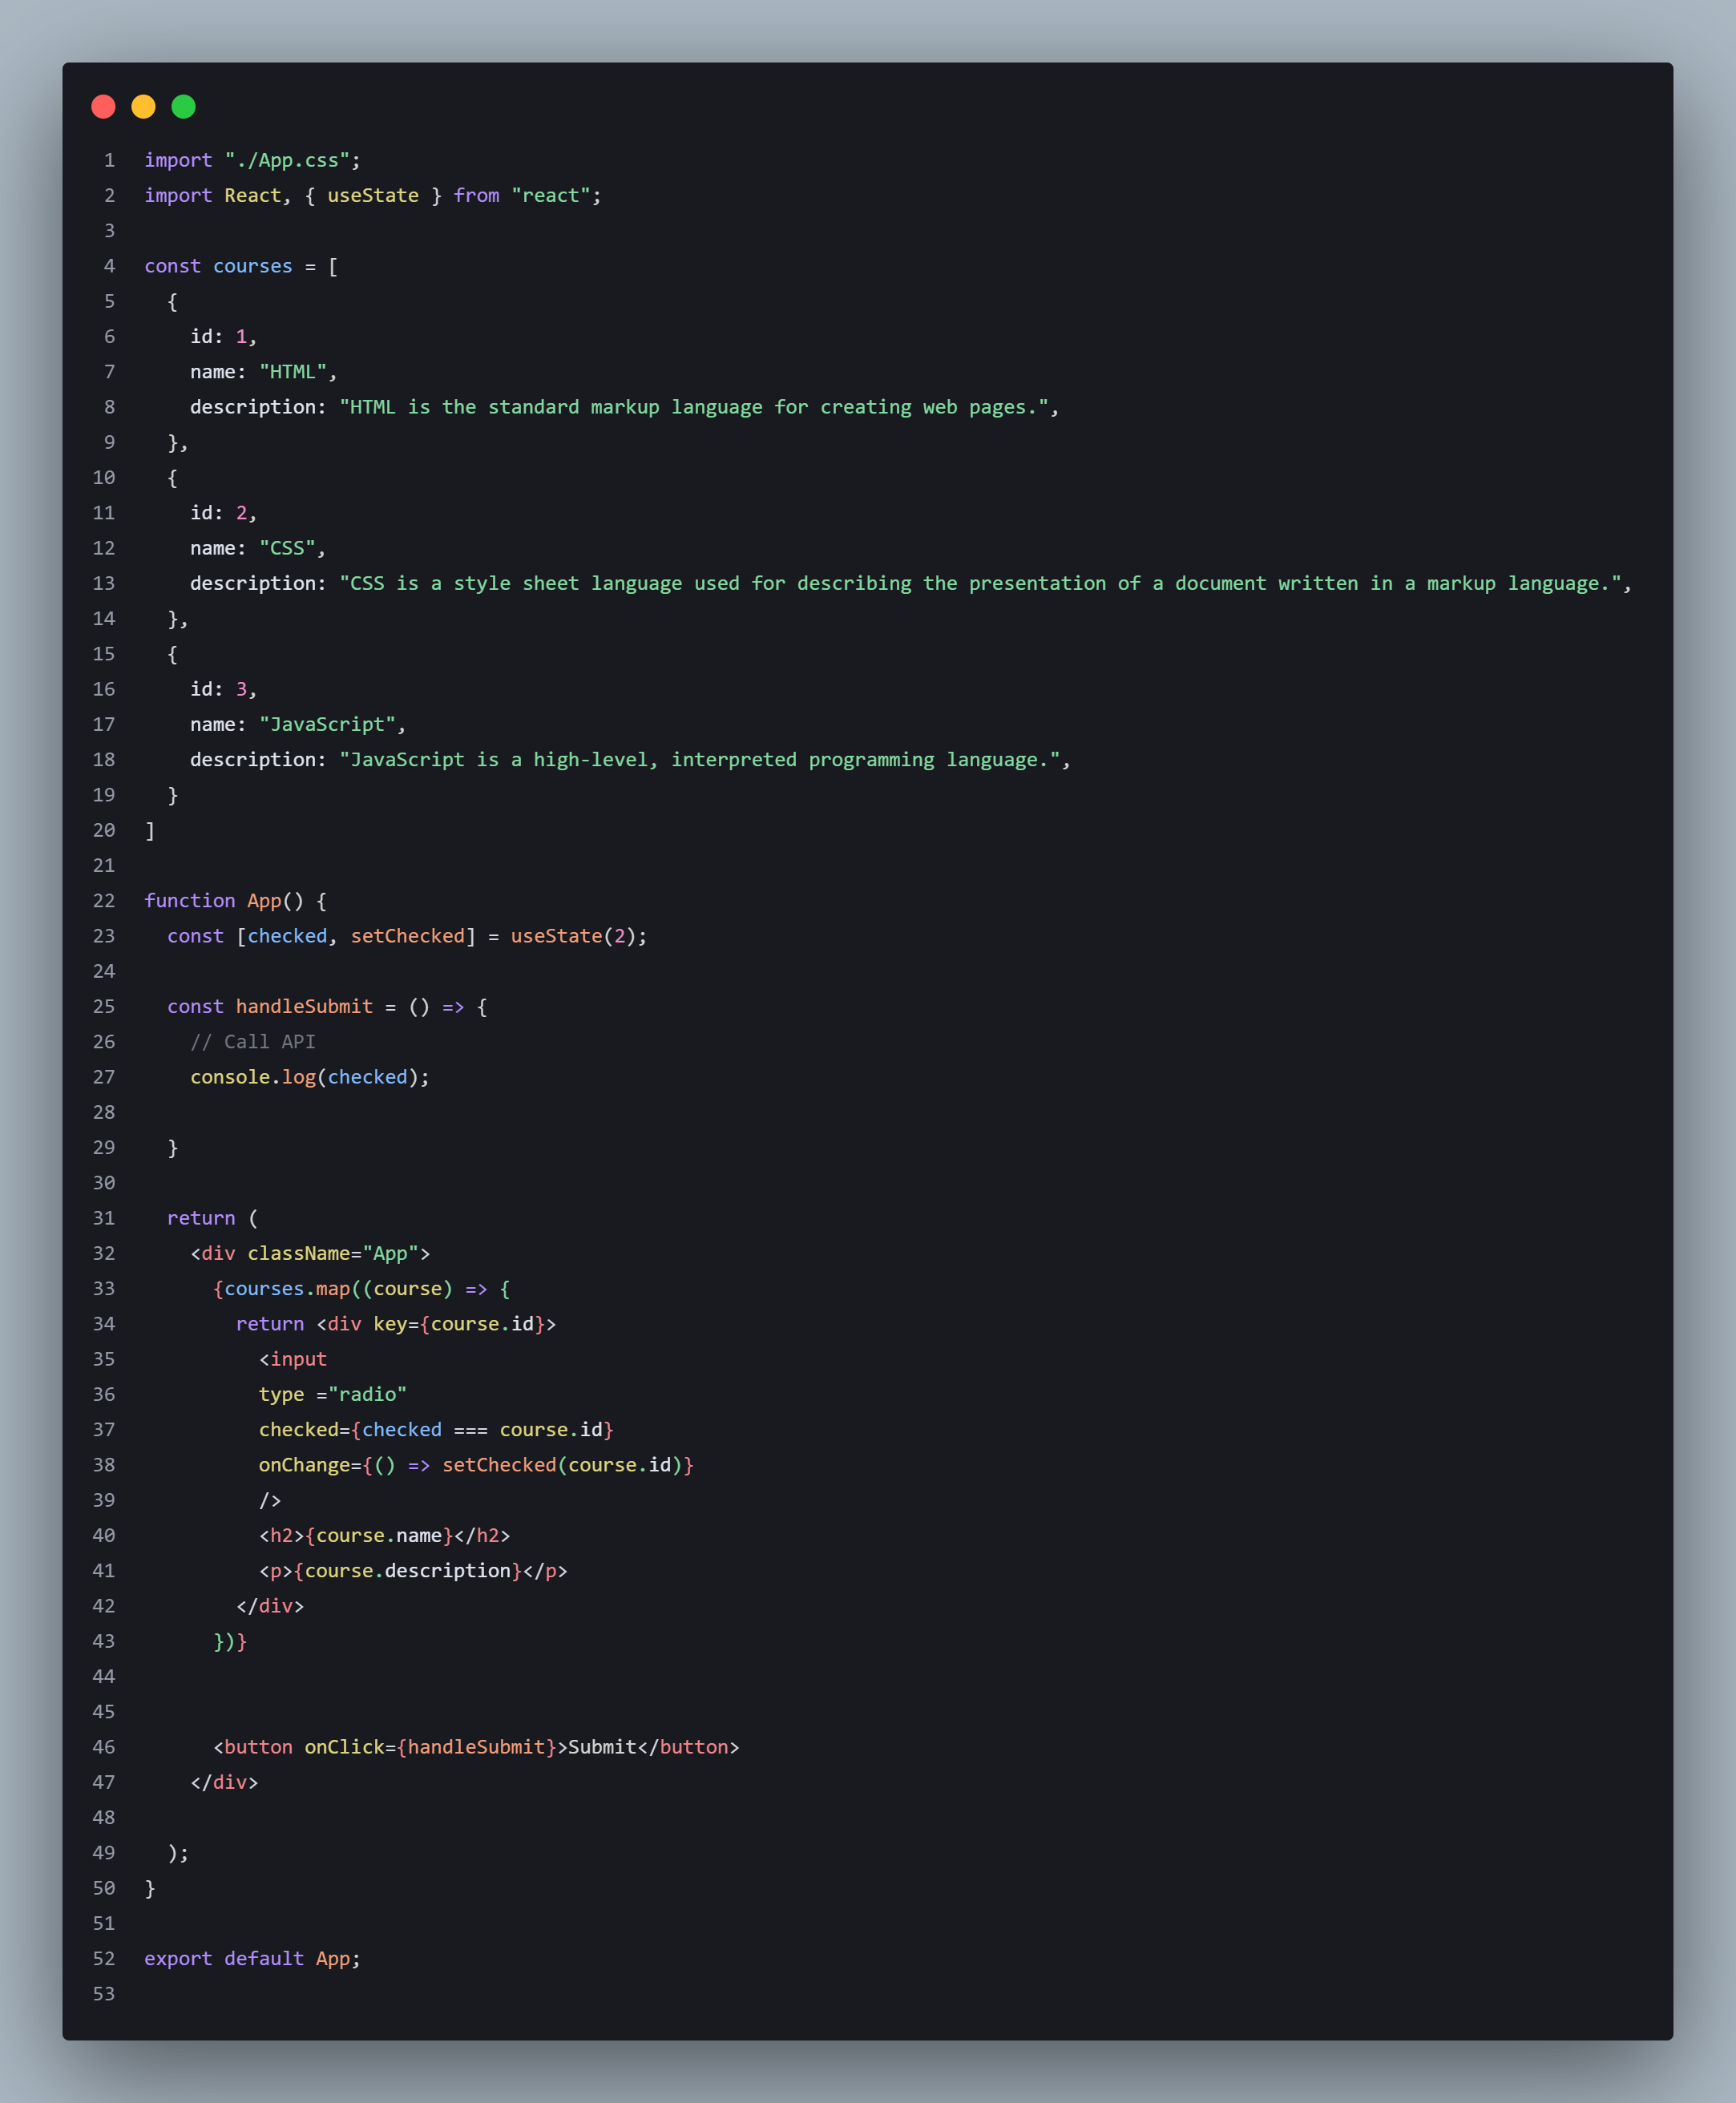 1 import "./App.css";
2 import React, { useState } from "react";
3
4 const courses = [
5   {
6     id: 1,
7     name: "HTML",
8     description: "HTML is the standard markup language for creating web pages.",
9   },
10   {
11     id: 2,
12     name: "CSS",
13     description: "CSS is a style sheet language used for describing the presentation of a document written in a markup language.",
14   },
15   {
16     id: 3,
17     name: "JavaScript",
18     description: "JavaScript is a high-level, interpreted programming language.",
19   }
20 ]
21
22 function App() {
23   const [checked, setChecked] = useState(2);
24
25   const handleSubmit = () => {
26     // Call API
27     console.log(checked);
28
29   }
30
31   return (
32     <div className="App">
33       {courses.map((course) => {
34         return <div key={course.id}>
35           <input
36           type ="radio"
37           checked={checked === course.id}
38           onChange={() => setChecked(course.id)}
39           />
40           <h2>{course.name}</h2>
41           <p>{course.description}</p>
42         </div>
43       })}
44
45
46       <button onClick={handleSubmit}>Submit</button>
47     </div>
48
49   );
50 }
51
52 export default App;
53